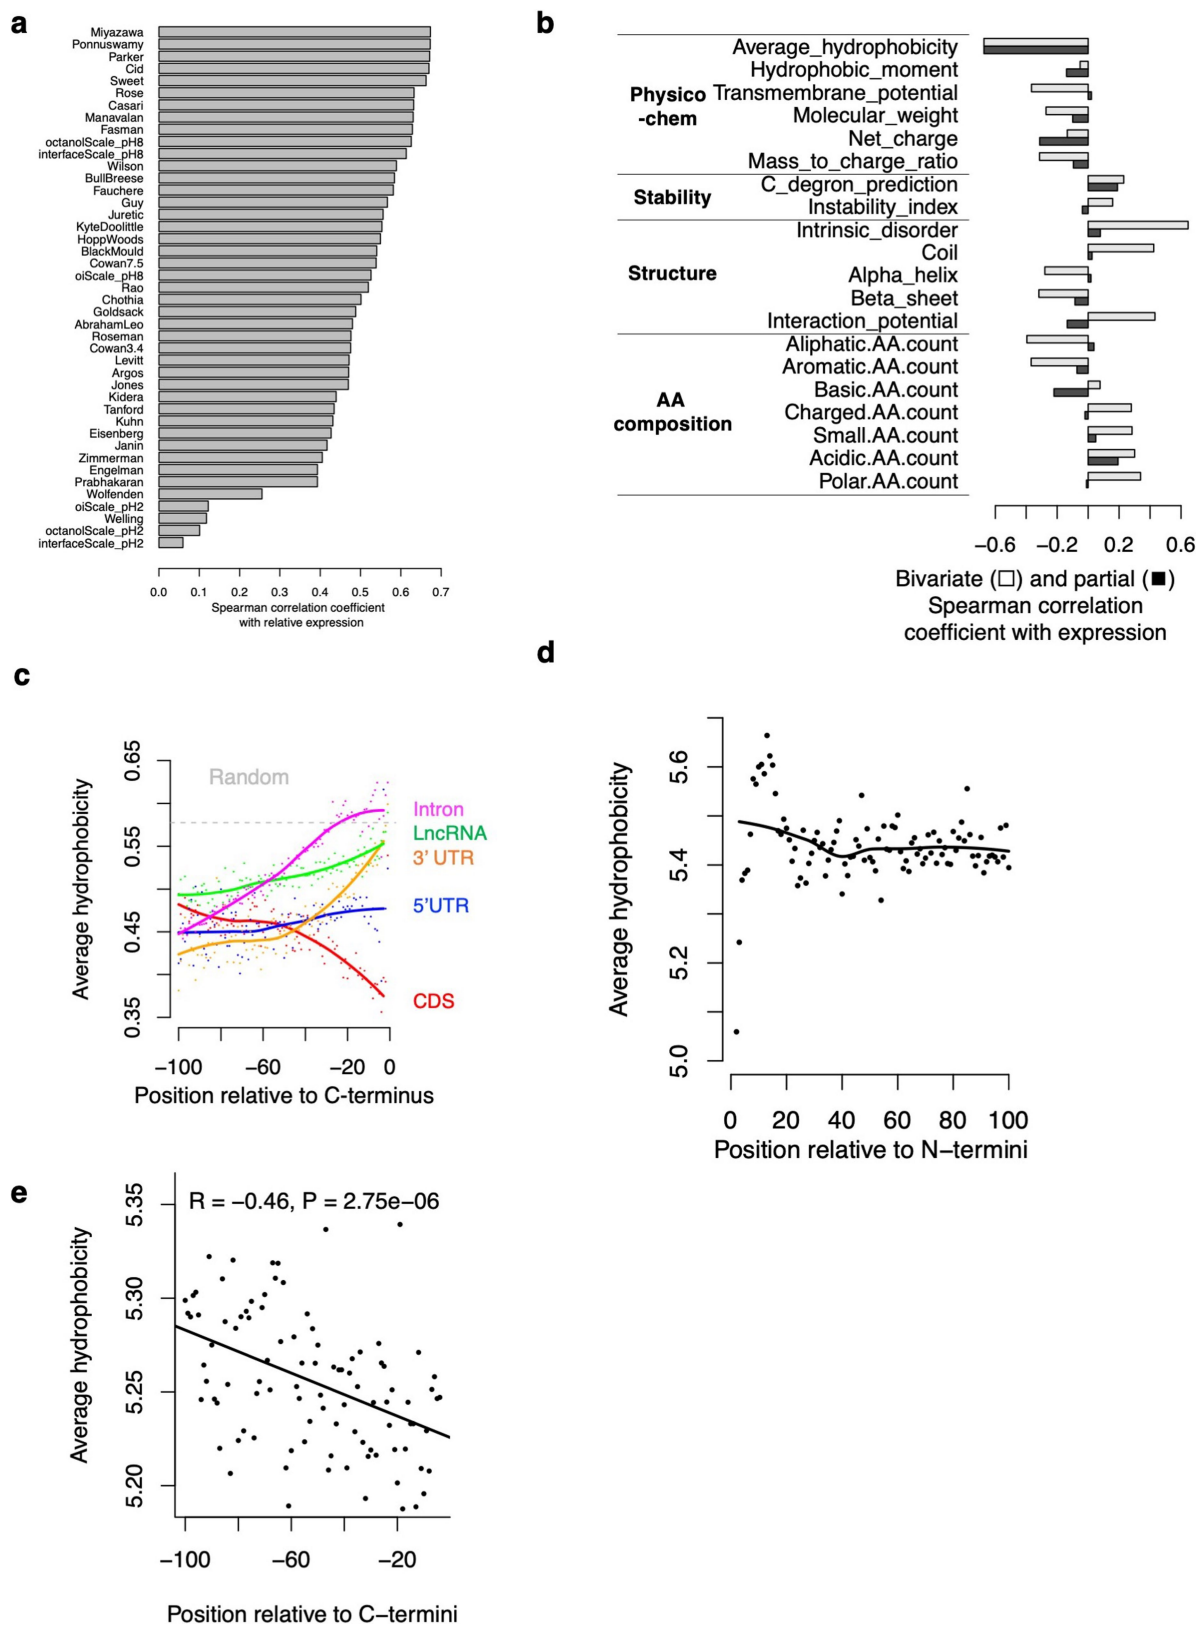 a
Miyazawa
Ponnuswamy
Parker
Cid
Sweet
Rose
Casari
Manavalan
Fasman
octanolScale_pH8
interfaceScale_pH8
Wilson
BullBreese
Fauchere
Guy
Juretic
KyteDoolittle
HoppWoods
BlackMould
Cowan7.5
oiScale_pH8
Rao
Chothia
Goldsack
AbrahamLeo
Roseman
Cowan3.4
Levitt
Argos
Jones
Kidera
Tanford
Kuhn
Eisenberg
Janin
Zimmerman
Engelman
Prabhakaran
Wolfenden
oiScale_pH2
Welling
octanolScale_pH2
interfaceScale_pH2
0.0 0.1 0.2 0.3 0.4 0.5 0.6 0.7
Spearman correlation coefficient
with relative expression
b
Physico
-chem
Average_hydrophobicity
Hydrophobic_moment
Transmembrane_potential
Molecular_weight
Net_charge
Mass_to_charge_ratio
Stability
C_degron_prediction
Instability_index
Structure
Intrinsic_disorder
Coil
Alpha_helix
Beta_sheet
Interaction_potential
AA
composition
Aliphatic.AA.count
Aromatic.AA.count
Basic.AA.count
Charged.AA.count
Small.AA.count
Acidic.AA.count
Polar.AA.count
−0.6 −0.2 0.2 0.6
Bivariate (□) and partial (■)
Spearman correlation
coefficient with expression
c
Average hydrophobicity
0.65
0.55
0.45
0.35
Random
Intron
LncRNA
3' UTR
5'UTR
CDS
−100 −60 −20 0
Position relative to C-terminus
d
Average hydrophobicity
5.6
5.4
5.2
5.0
0 20 40 60 80 100
Position relative to N−termini
e
R = −0.46, P = 2.75e−06
Average hydrophobicity
5.35
5.30
5.25
5.20
−100 −60 −20
Position relative to C−termini